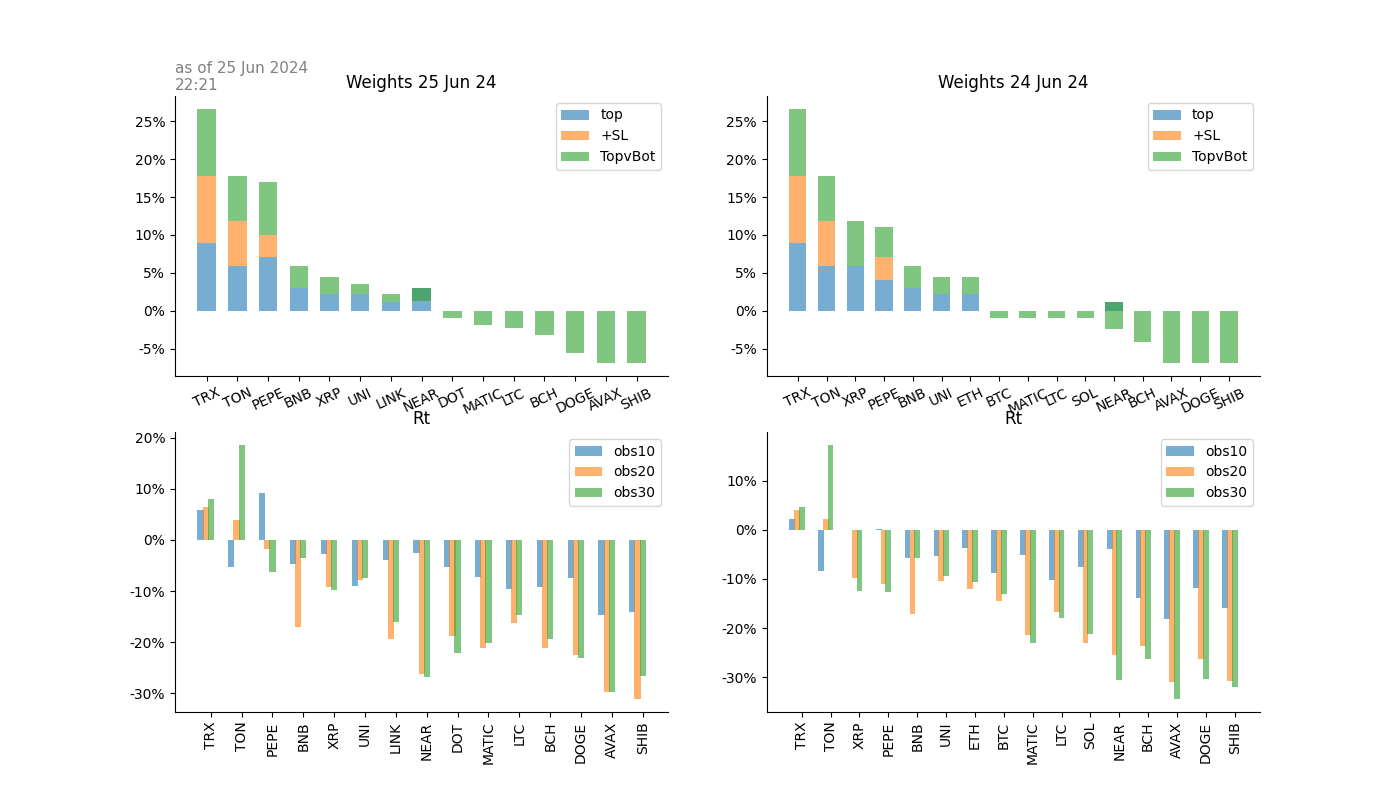 as of 25 Jun 2024
22:21
Weights 25 Jun 24
25%
20%
15%
10%
5%
0%
-5%
top
+SL
TopvBot
TRX TON PEPE BNB XRP UNI LINK NEAR DOT MATIC LTC BCH DOGE AVAX SHIB
Weights 24 Jun 24
25%
20%
15%
10%
5%
0%
-5%
top
+SL
TopvBot
TRX TON XRP PEPE BNB UNI ETH BTC MATIC LTC SOL NEAR BCH AVAX DOGE SHIB
Rt
20%
10%
0%
-10%
-20%
-30%
obs10
obs20
obs30
TRX TON PEPE BNB XRP UNI LINK NEAR DOT MATIC LTC BCH DOGE AVAX SHIB
Rt
10%
0%
-10%
-20%
-30%
obs10
obs20
obs30
TRX TON XRP PEPE BNB UNI ETH BTC MATIC LTC SOL NEAR BCH AVAX DOGE SHIB